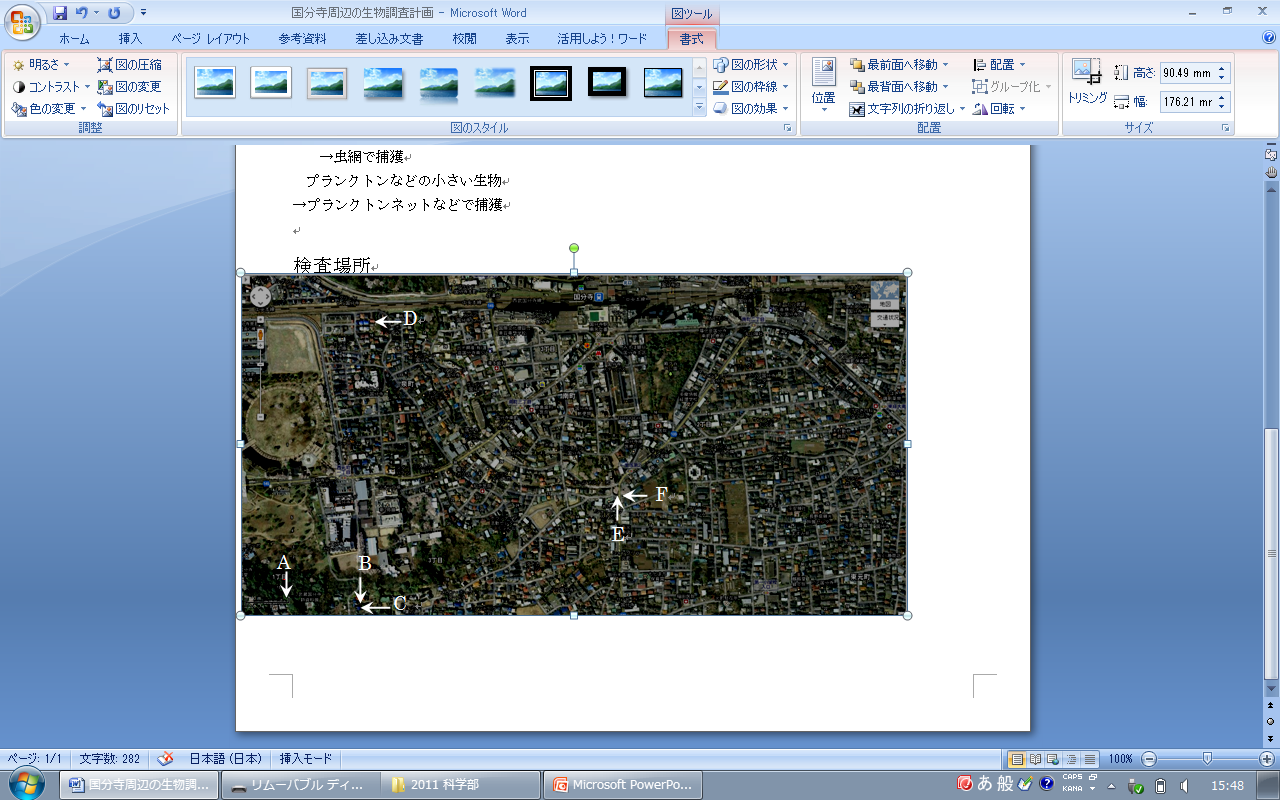 国分寺周辺の生物調査計画 - Microsoft Word
図ツール
ホーム 挿入 ページ レイアウト 参考資料 差し込み文書 校閲 表示 活用しよう！ワード 書式
明るさ
コントラスト
色の変更
図の圧縮
図の変更
図のリセット
調整
図のスタイル
図の形状
図の枠線
図の効果
位置
最前面へ移動
最背面へ移動
文字列の折り返し
配置
グループ化
回転
配置
トリミング
高さ: 90.49 mm
幅: 176.21 mr
サイズ
→虫網で捕獲
プランクトンなどの小さい生物
→プランクトンネットなどで捕獲
検査場所
国分寺
地図
交通状況
D
F
E
A
B
C
ページ: 1/1 文字数: 282 日本語 (日本) 挿入モード 100%
国分寺周辺の生物調... リムーバブル ディ... 2011 科学部 Microsoft PowerPo...
あ 般 CAPS KANA 15:48